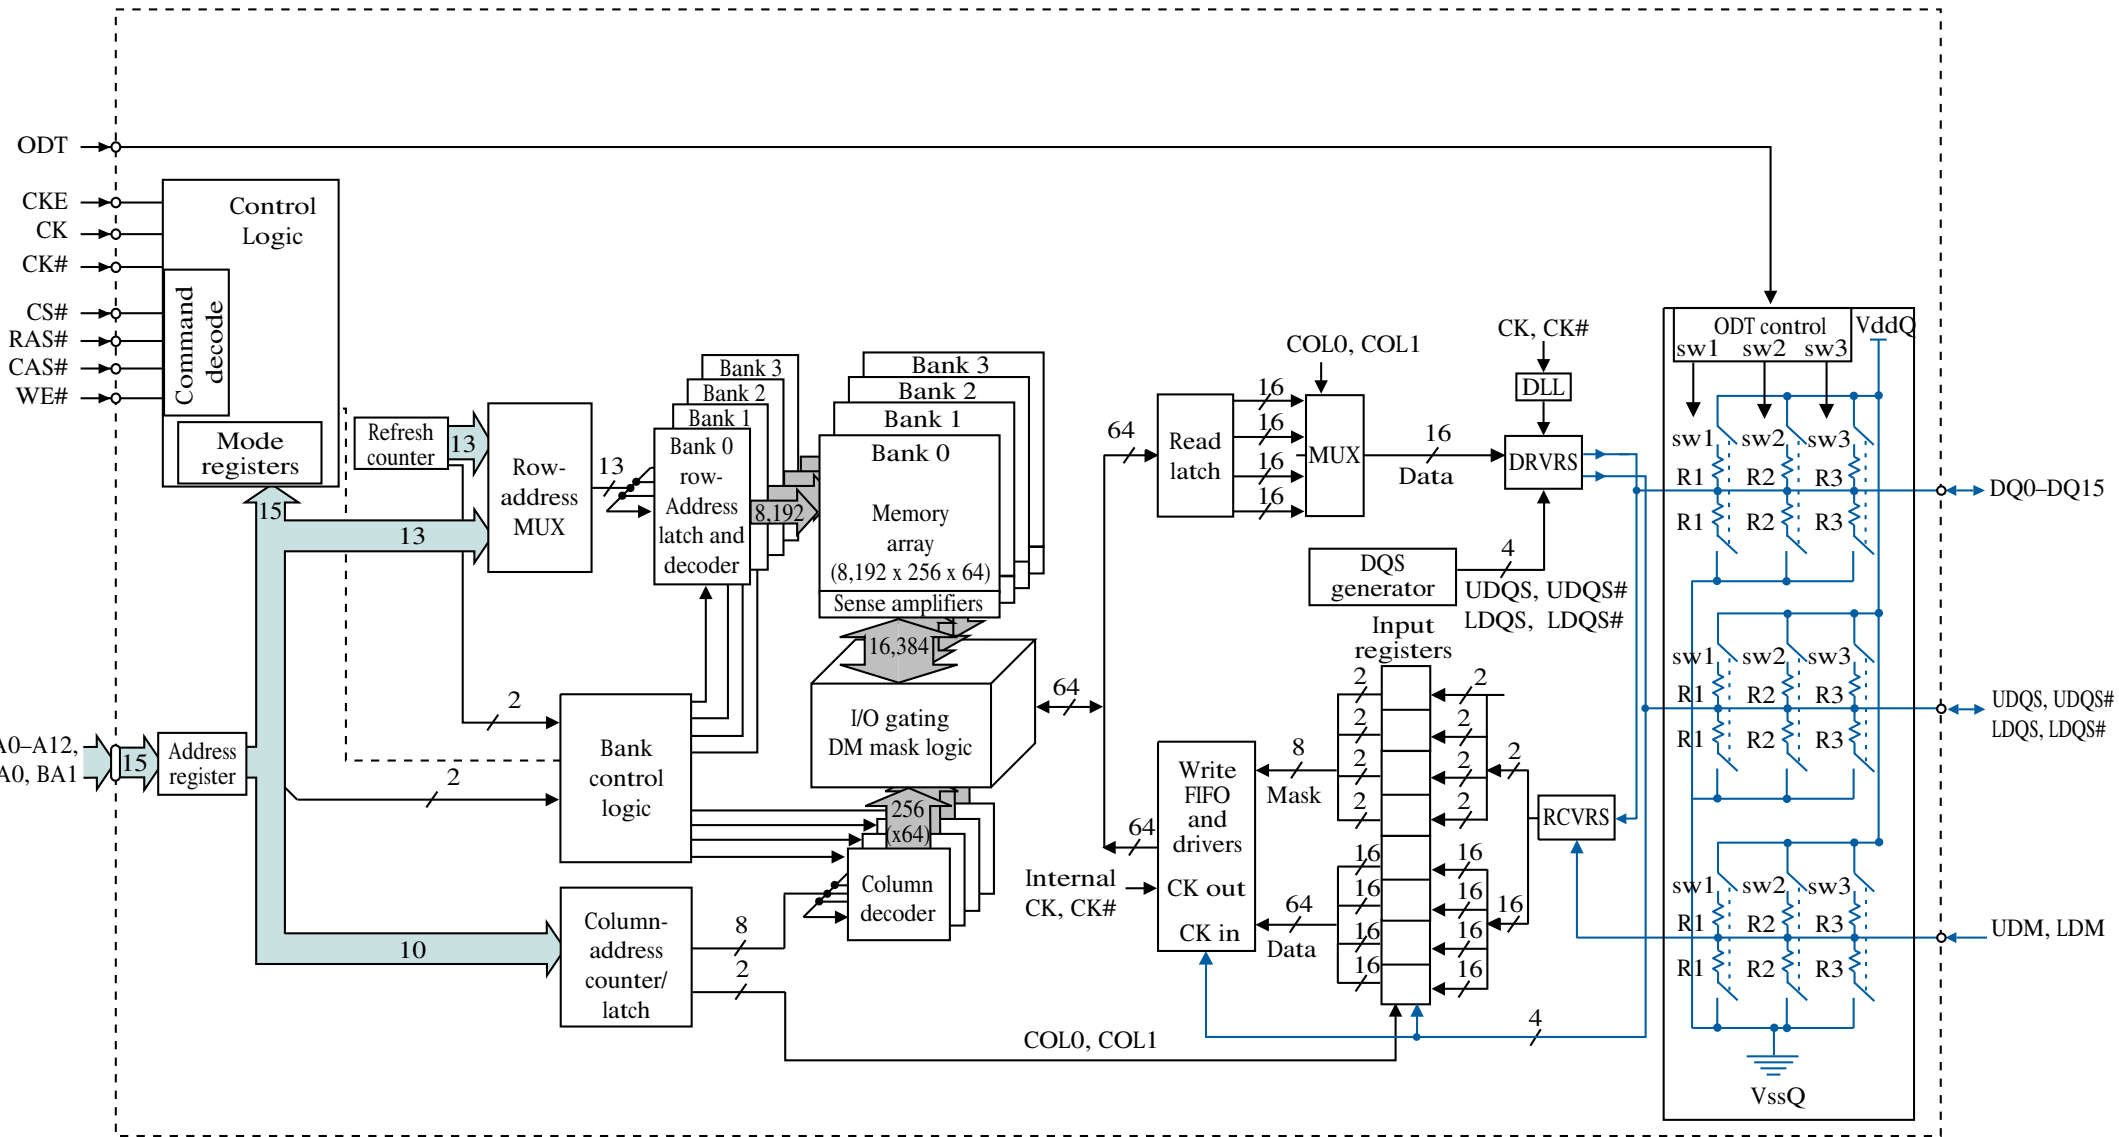 ODT
CKE
CK
CK#
CS#
RAS#
CAS#
WE#
A0–A12,
A0, BA1
Control
Logic
Command
decode
Mode
registers
15
15
Address
register
Refresh
counter
13
13
10
2
2
Row-
address
MUX
13
Bank 3
Bank 2
Bank 1
Bank 0
row-
Address
latch and
decoder
8,192
Bank 3
Bank 2
Bank 1
Bank 0
Memory
array
(8,192 x 256 x 64)
Sense amplifiers
16,384
I/O gating
DM mask logic
Bank
control
logic
256
(x64)
Column
decoder
Column-
address
counter/
latch
8
2
COL0, COL1
64
64
64
Read
latch
16
16
16
16
COL0, COL1
MUX
16
Data
CK, CK#
DLL
DRVRS
DQS
generator
4
UDQS, UDQS#
LDQS, LDQS#
Input
registers
2
2
2
2
2
2
2
2
2
8
Mask
Write
FIFO
and
drivers
CK out
CK in
Internal
CK, CK#
64
Data
16
16
16
16
16
16
16
16
16
RCVRS
4
ODT control
sw1 sw2 sw3
VddQ
sw1 sw2 sw3
R1 R2 R3
R1 R2 R3
sw1 sw2 sw3
R1 R2 R3
R1 R2 R3
sw1 sw2 sw3
R1 R2 R3
R1 R2 R3
VssQ
DQ0–DQ15
UDQS, UDQS#
LDQS, LDQS#
UDM, LDM